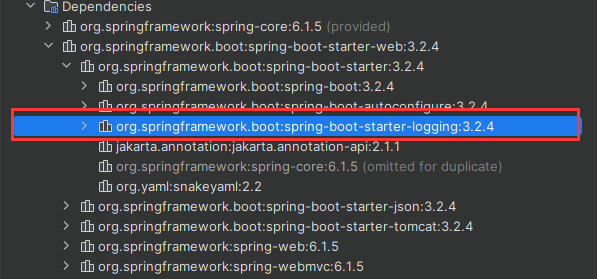 Dependencies
org.springframework:spring-core:6.1.5 (provided)
org.springframework.boot:spring-boot-starter-web:3.2.4
org.springframework.boot:spring-boot-starter:3.2.4
org.springframework.boot:spring-boot:3.2.4
org.springframework.boot:spring-boot-autoconfigure:3.2.4
org.springframework.boot:spring-boot-starter-logging:3.2.4
jakarta.annotation:jakarta.annotation-api:2.1.1
org.springframework:spring-core:6.1.5 (omitted for duplicate)
org.yaml:snakeyaml:2.2
org.springframework.boot:spring-boot-starter-json:3.2.4
org.springframework.boot:spring-boot-starter-tomcat:3.2.4
org.springframework:spring-web:6.1.5
org.springframework:spring-webmvc:6.1.5